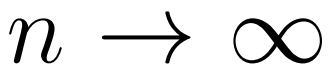 n → ∞